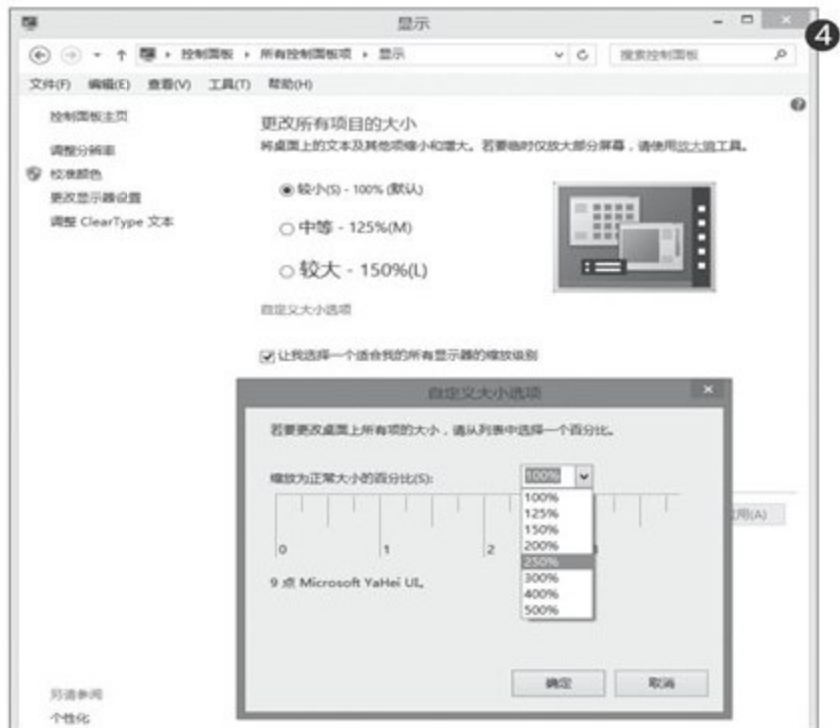 显示
4
控制面板 ▸ 所有控制面板项 ▸ 显示
搜索控制面板
文件(F) 编辑(E) 查看(V) 工具(T) 帮助(H)
控制面板主页
调整分辨率
校准颜色
更改显示器设置
调整 ClearType 文本
更改所有项目的大小
将桌面上的文本及其他项缩小和增大。若要临时仅放大部分屏幕，请使用放大镜工具。
较小(S) - 100% (默认)
中等 - 125%(M)
较大 - 150%(L)
自定义大小选项
让我选择一个适合我的所有显示器的缩放级别
自定义大小选项
若要更改桌面上所有项的大小，请从列表中选择一个百分比。
缩放为正常大小的百分比(S):
100%
100%
125%
150%
200%
250%
300%
400%
500%
0 1 2 3
9 点 Microsoft YaHei UI。
用(A)
确定
取消
另请参阅
个性化